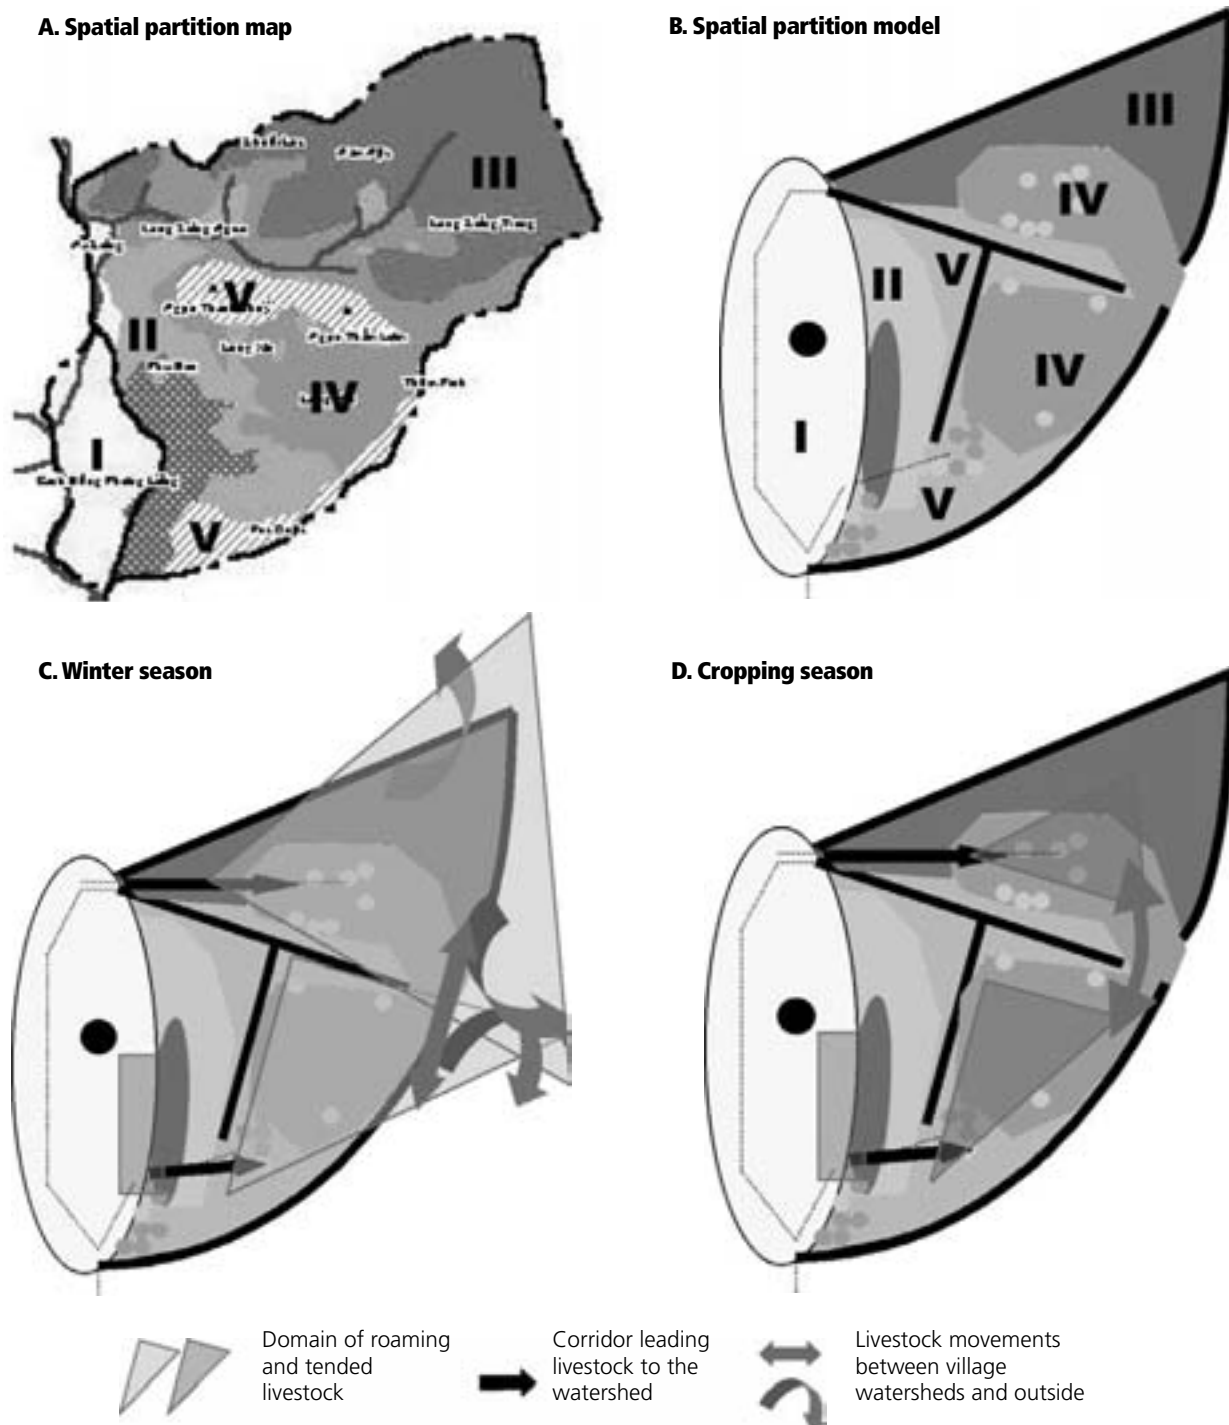 A. Spatial partition map
B. Spatial partition model
III
II
V
IV
I
V
III
IV
II
V
IV
I
V
C. Winter season
D. Cropping season
Domain of roaming
and tended
livestock
Corridor leading
livestock to the
watershed
Livestock movements
between village
watersheds and outside